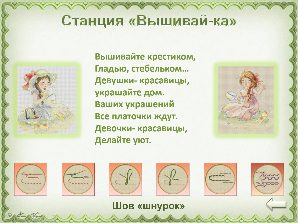 Станция «Вышивай-ка»
Вышивайте крестиком,
Гладью, стебельком...
Девушки- красавицы,
украшайте дом.
Ваших украшений
Все платочки ждут.
Девочки- красавицы,
Делайте уют.
Шов «шнурок»